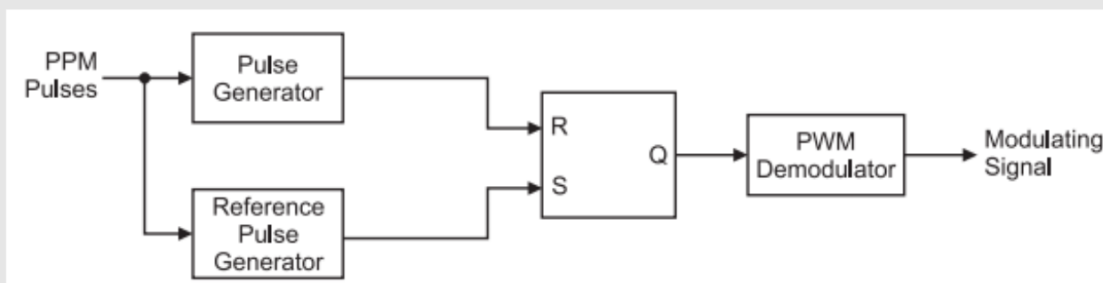 PPM
Pulses
Pulse
Generator
Reference
Pulse
Generator
R
S
Q
PWM
Demodulator
Modulating
Signal